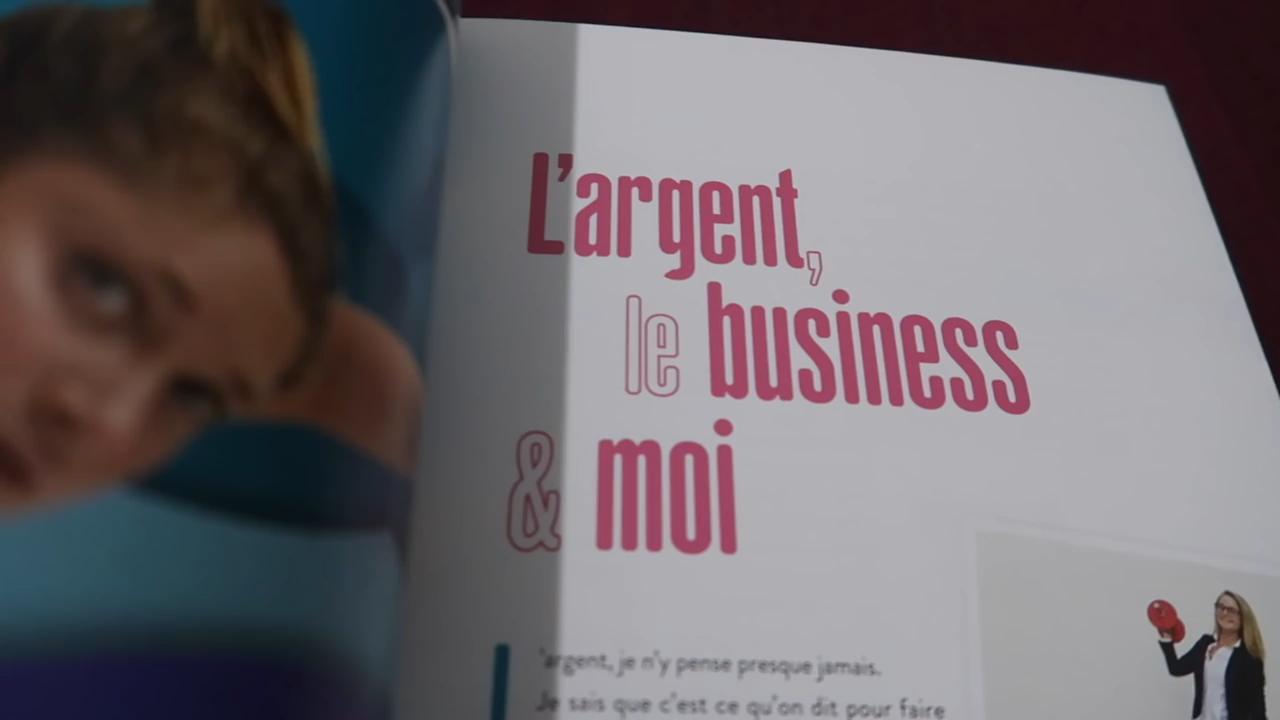 L'argent,
le business
& moi
'argent, je n'y pense presque jamais.
Je sais que c'est ce qu'on dit pour faire